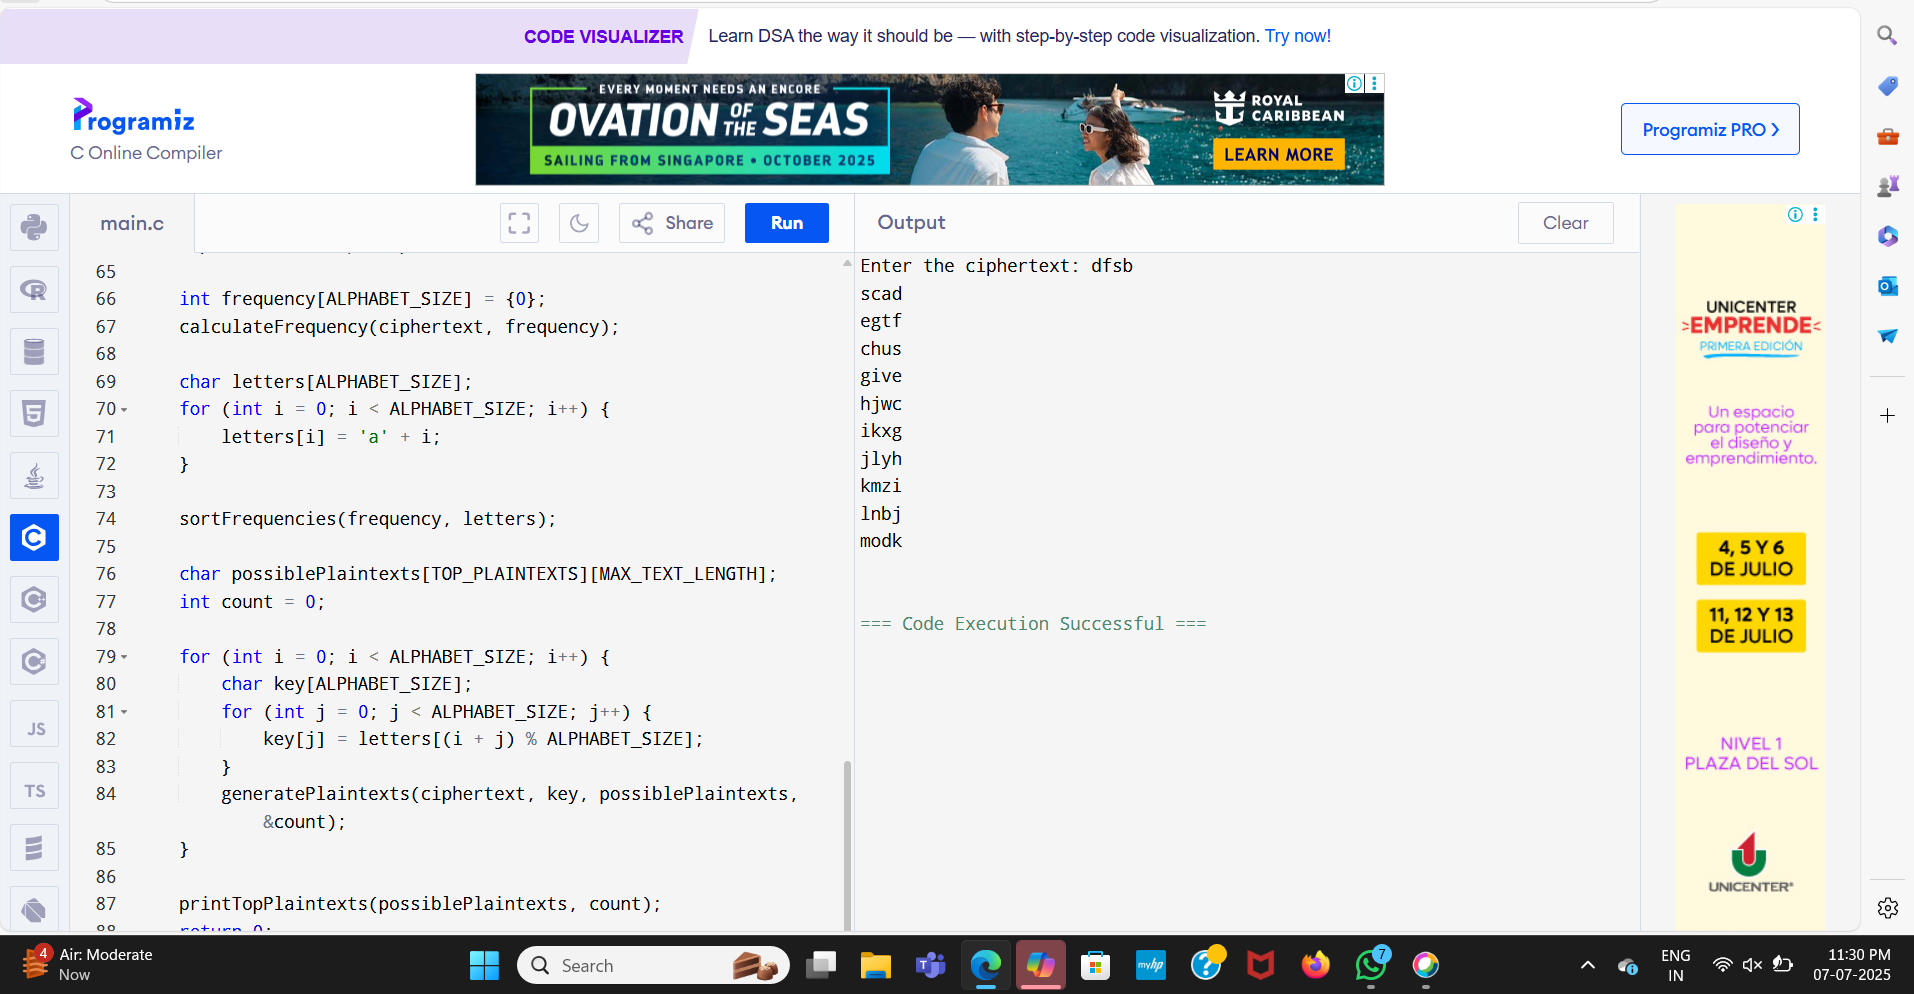 CODE VISUALIZER
Learn DSA the way it should be — with step-by-step code visualization. Try now!
Programiz
C Online Compiler
EVERY MOMENT NEEDS AN ENCORE
OVATION OF THE SEAS
SAILING FROM SINGAPORE • OCTOBER 2025
ROYAL
CARIBBEAN
LEARN MORE
Programiz PRO ❯
main.c
Share
Run
65
66 int frequency[ALPHABET_SIZE] = {0};
67 calculateFrequency(ciphertext, frequency);
68
69 char letters[ALPHABET_SIZE];
70 for (int i = 0; i < ALPHABET_SIZE; i++) {
71 letters[i] = 'a' + i;
72 }
73
74 sortFrequencies(frequency, letters);
75
76 char possiblePlaintexts[TOP_PLAINTEXTS][MAX_TEXT_LENGTH];
77 int count = 0;
78
79 for (int i = 0; i < ALPHABET_SIZE; i++) {
80 char key[ALPHABET_SIZE];
81 for (int j = 0; j < ALPHABET_SIZE; j++) {
82 key[j] = letters[(i + j) % ALPHABET_SIZE];
83 }
84 generatePlaintexts(ciphertext, key, possiblePlaintexts,
&count);
85 }
86
87 printTopPlaintexts(possiblePlaintexts, count);
88 return 0;
Output
Clear
Enter the ciphertext: dfsb
scad
egtf
chus
give
hjwc
ikxg
jlyh
kmzi
lnbj
modk
=== Code Execution Successful ===
UNICENTER
EMPRENDE
PRIMERA EDICIÓN
Un espacio
para potenciar
el diseño y
emprendimiento.
4, 5 Y 6
DE JULIO
11, 12 Y 13
DE JULIO
NIVEL 1
PLAZA DEL SOL
UNICENTER®
JS
TS
4
Air: Moderate
Now
Search
myhp
7
ENG
IN
11:30 PM
07-07-2025